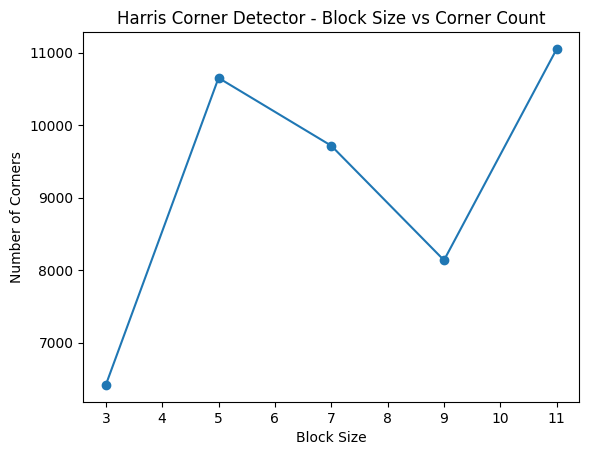 Harris Corner Detector - Block Size vs Corner Count
Number of Corners
11000
10000
9000
8000
7000
3 4 5 6 7 8 9 10 11
Block Size